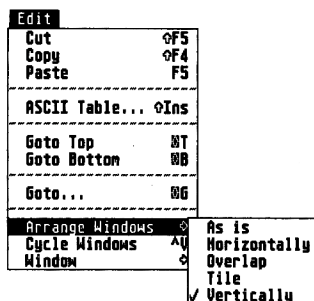 Edit
Cut ⇧F5
Copy ⇧F4
Paste F5
ASCII Table... ⇧Ins
Goto Top ⌧T
Goto Bottom ⌧B
Goto... ⌧G
Arrange Windows ◊
Cycle Windows ^V
Window ◊
As is
Horizontally
Overlap
Tile
✓ Vertically